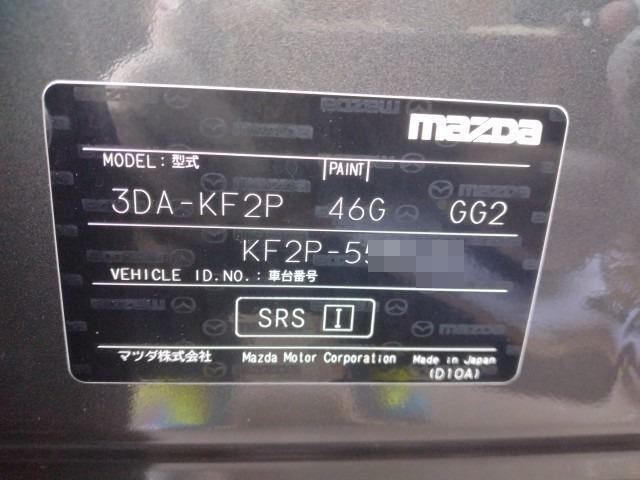 mazda
MODEL: 型式 PAINT
3DA-KF2P 46G GG2
KF2P-55
VEHICLE ID.NO.: 車台番号
SRS I
マツダ株式会社 Mazda Motor Corporation Made in Japan
(D10A)